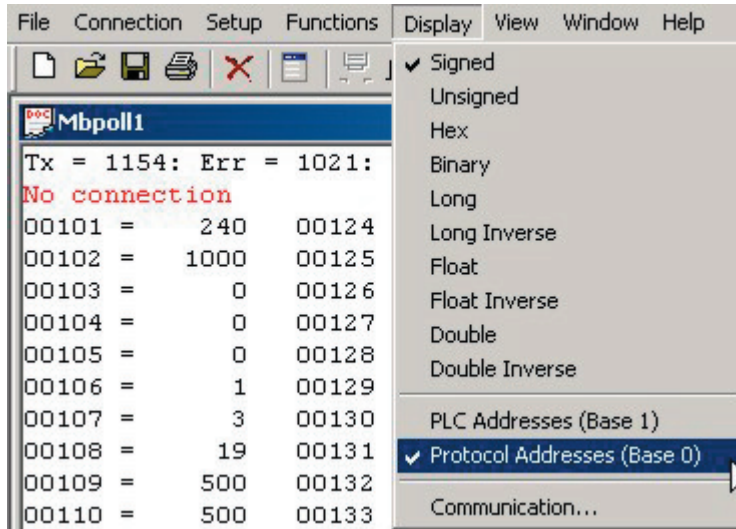 File Connection Setup Functions Display View Window Help
Signed
Unsigned
Hex
Binary
Long
Long Inverse
Float
Float Inverse
Double
Double Inverse
PLC Addresses (Base 1)
Protocol Addresses (Base 0)
Communication...
DOC Mbpoll1
Tx = 1154: Err = 1021:
No connection
00101 = 240 00124
00102 = 1000 00125
00103 = 0 00126
00104 = 0 00127
00105 = 0 00128
00106 = 1 00129
00107 = 3 00130
00108 = 19 00131
00109 = 500 00132
00110 = 500 00133